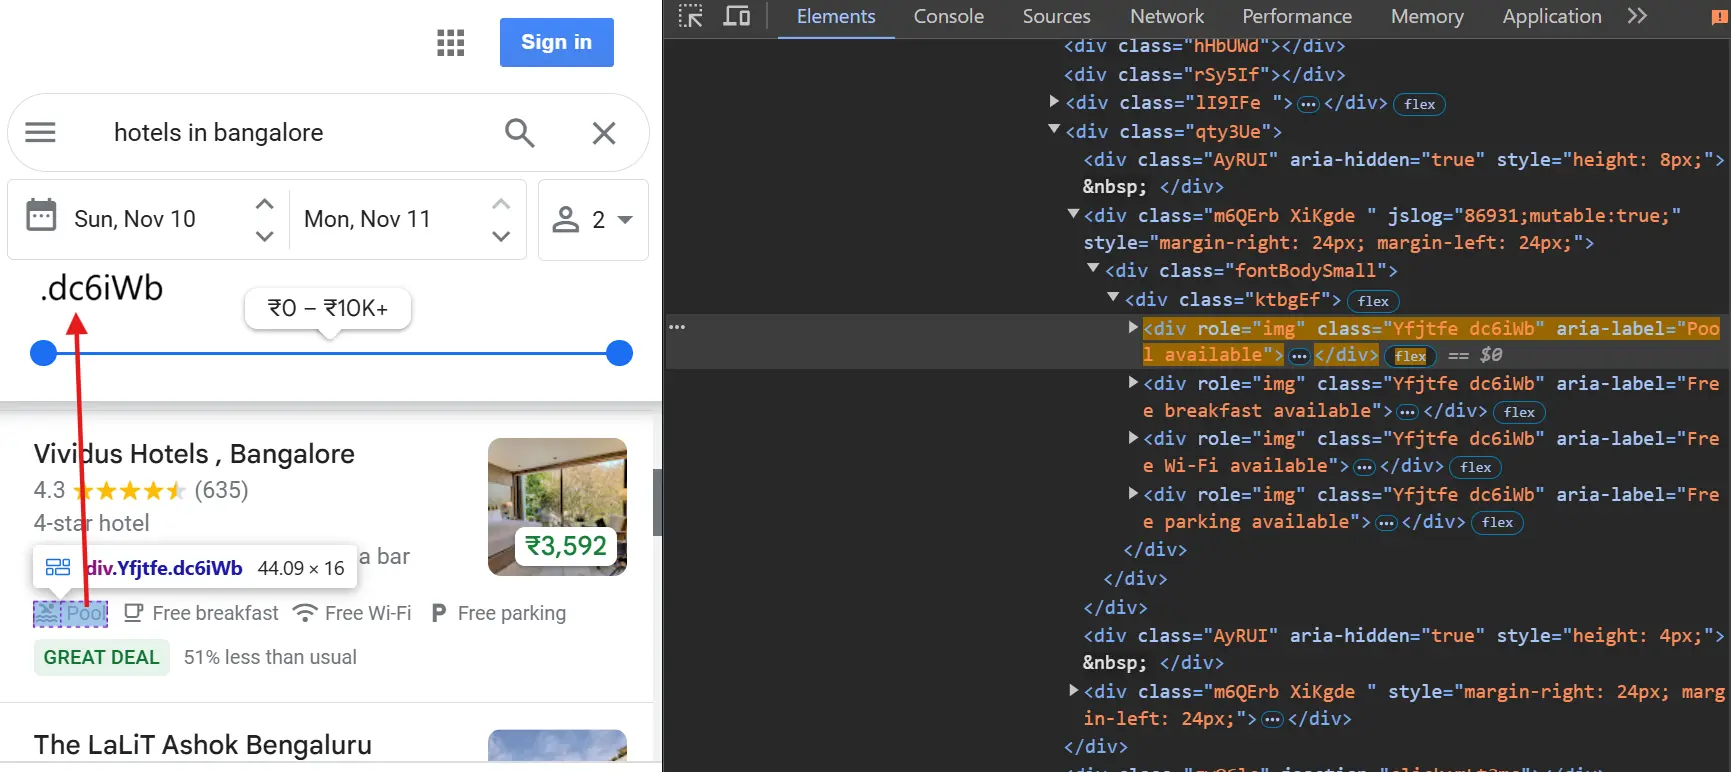 Sign in
hotels in bangalore
Sun, Nov 10
Mon, Nov 11
2
.dc6iWb
₹0 – ₹10K+
Vividus Hotels , Bangalore
4.3
(635)
4-star hotel
a bar
₹3,592
div.Yfjtfe.dc6iWb 44.09 × 16
Pool Free breakfast Free Wi-Fi P Free parking
GREAT DEAL 51% less than usual
The LaLiT Ashok Bengaluru
Elements Console Sources Network Performance Memory Application
<div class="hHbUWd"></div>
<div class="rSy5If"></div>
<div class="lI9IFe "> ⋯ </div> flex
<div class="qty3Ue">
<div class="AyRUI" aria-hidden="true" style="height: 8px;">
&nbsp; </div>
<div class="m6QErb XiKgde " jslog="86931;mutable:true;"
style="margin-right: 24px; margin-left: 24px;">
<div class="fontBodySmall">
<div class="ktbgEf"> flex
<div role="img" class="Yfjtfe dc6iWb" aria-label="Poo
l available"> ⋯ </div> flex == $0
<div role="img" class="Yfjtfe dc6iWb" aria-label="Fre
e breakfast available"> ⋯ </div> flex
<div role="img" class="Yfjtfe dc6iWb" aria-label="Fre
e Wi-Fi available"> ⋯ </div> flex
<div role="img" class="Yfjtfe dc6iWb" aria-label="Fre
e parking available"> ⋯ </div> flex
</div>
</div>
</div>
<div class="AyRUI" aria-hidden="true" style="height: 4px;">
&nbsp; </div>
<div class="m6QErb XiKgde " style="margin-right: 24px; marg
in-left: 24px;"> ⋯ </div>
</div>